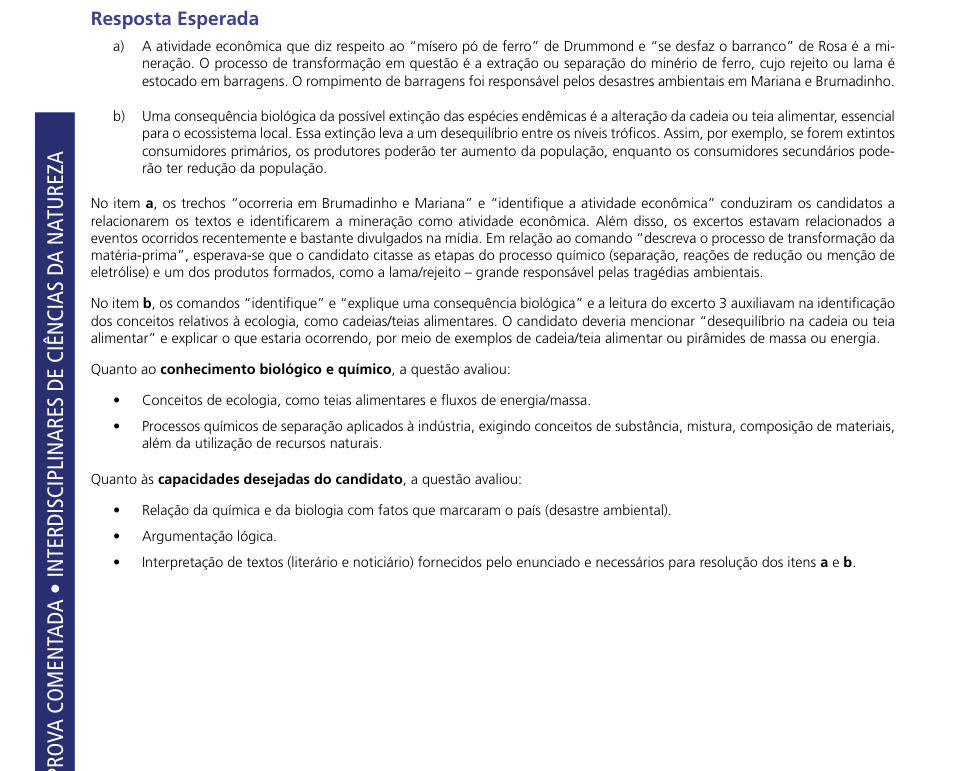 Resposta Esperada
a) A atividade econômica que diz respeito ao “mísero pó de ferro” de Drummond e “se desfaz o barranco” de Rosa é a mi-
neração. O processo de transformação em questão é a extração ou separação do minério de ferro, cujo rejeito ou lama é
estocado em barragens. O rompimento de barragens foi responsável pelos desastres ambientais em Mariana e Brumadinho.
b) Uma consequência biológica da possível extinção das espécies endêmicas é a alteração da cadeia ou teia alimentar, essencial
para o ecossistema local. Essa extinção leva a um desequilíbrio entre os níveis tróficos. Assim, por exemplo, se forem extintos
consumidores primários, os produtores poderão ter aumento da população, enquanto os consumidores secundários pode-
rão ter redução da população.
No item a, os trechos “ocorreria em Brumadinho e Mariana” e “identifique a atividade econômica” conduziram os candidatos a
relacionarem os textos e identificarem a mineração como atividade econômica. Além disso, os excertos estavam relacionados a
eventos ocorridos recentemente e bastante divulgados na mídia. Em relação ao comando “descreva o processo de transformação da
matéria-prima”, esperava-se que o candidato citasse as etapas do processo químico (separação, reações de redução ou menção de
eletrólise) e um dos produtos formados, como a lama/rejeito – grande responsável pelas tragédias ambientais.
No item b, os comandos “identifique” e “explique uma consequência biológica” e a leitura do excerto 3 auxiliavam na identificação
dos conceitos relativos à ecologia, como cadeias/teias alimentares. O candidato deveria mencionar “desequilíbrio na cadeia ou teia
alimentar” e explicar o que estaria ocorrendo, por meio de exemplos de cadeia/teia alimentar ou pirâmides de massa ou energia.
Quanto ao conhecimento biológico e químico, a questão avaliou:
• Conceitos de ecologia, como teias alimentares e fluxos de energia/massa.
• Processos químicos de separação aplicados à indústria, exigindo conceitos de substância, mistura, composição de materiais,
além da utilização de recursos naturais.
Quanto às capacidades desejadas do candidato, a questão avaliou:
• Relação da química e da biologia com fatos que marcaram o país (desastre ambiental).
• Argumentação lógica.
• Interpretação de textos (literário e noticiário) fornecidos pelo enunciado e necessários para resolução dos itens a e b.
PROVA COMENTADA • INTERDISCIPLINARES DE CIÊNCIAS DA NATUREZA